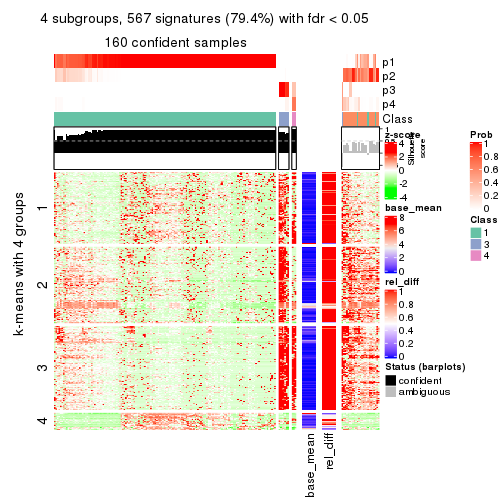 4 subgroups, 567 signatures (79.4%) with fdr < 0.05
160 confident samples
p1
p2
p3
p4
Class
1
0.5
0
Silhouette
score
k-means with 4 groups
1
2
3
4
base_mean
rel_diff
z-score
4
2
0
-2
-4
base_mean
8
6
4
2
0
rel_diff
1
0.8
0.6
0.4
0.2
0
Status (barplots)
confident
ambiguous
Prob
1
0.8
0.6
0.4
0.2
0
Class
1
3
4